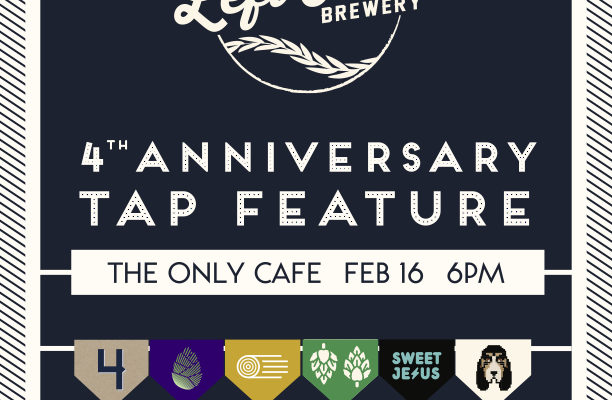 BREWERY
4TH ANNIVERSARY
TAP FEATURE
THE ONLY CAFE FEB 16 6PM
4
SWEET
JESUS